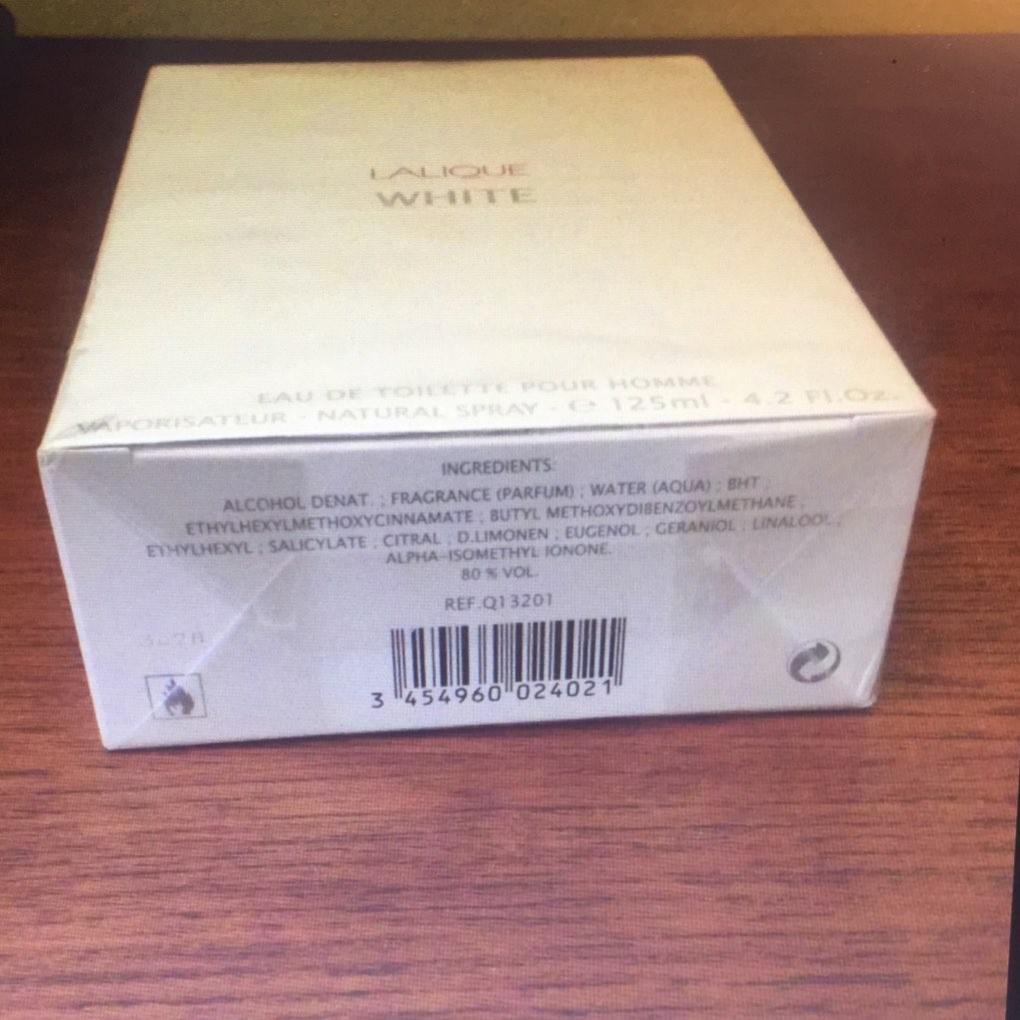 LALIQUE
WHITE
EAU DE TOILETTE POUR HOMME
VAPORISATEUR - NATURAL SPRAY - ℮ 125ml - 4.2 Fl.Oz.
INGREDIENTS:
ALCOHOL DENAT. ; FRAGRANCE (PARFUM) ; WATER (AQUA) ; BHT ;
ETHYLHEXYLMETHOXYCINNAMATE ; BUTYL METHOXYDIBENZOYLMETHANE ;
ETHYLHEXYL ; SALICYLATE ; CITRAL ; D.LIMONEN ; EUGENOL ; GERANIOL ; LINALOOL ;
ALPHA-ISOMETHYL IONONE.
80 % VOL.
REF.Q13201
3 454960 024021